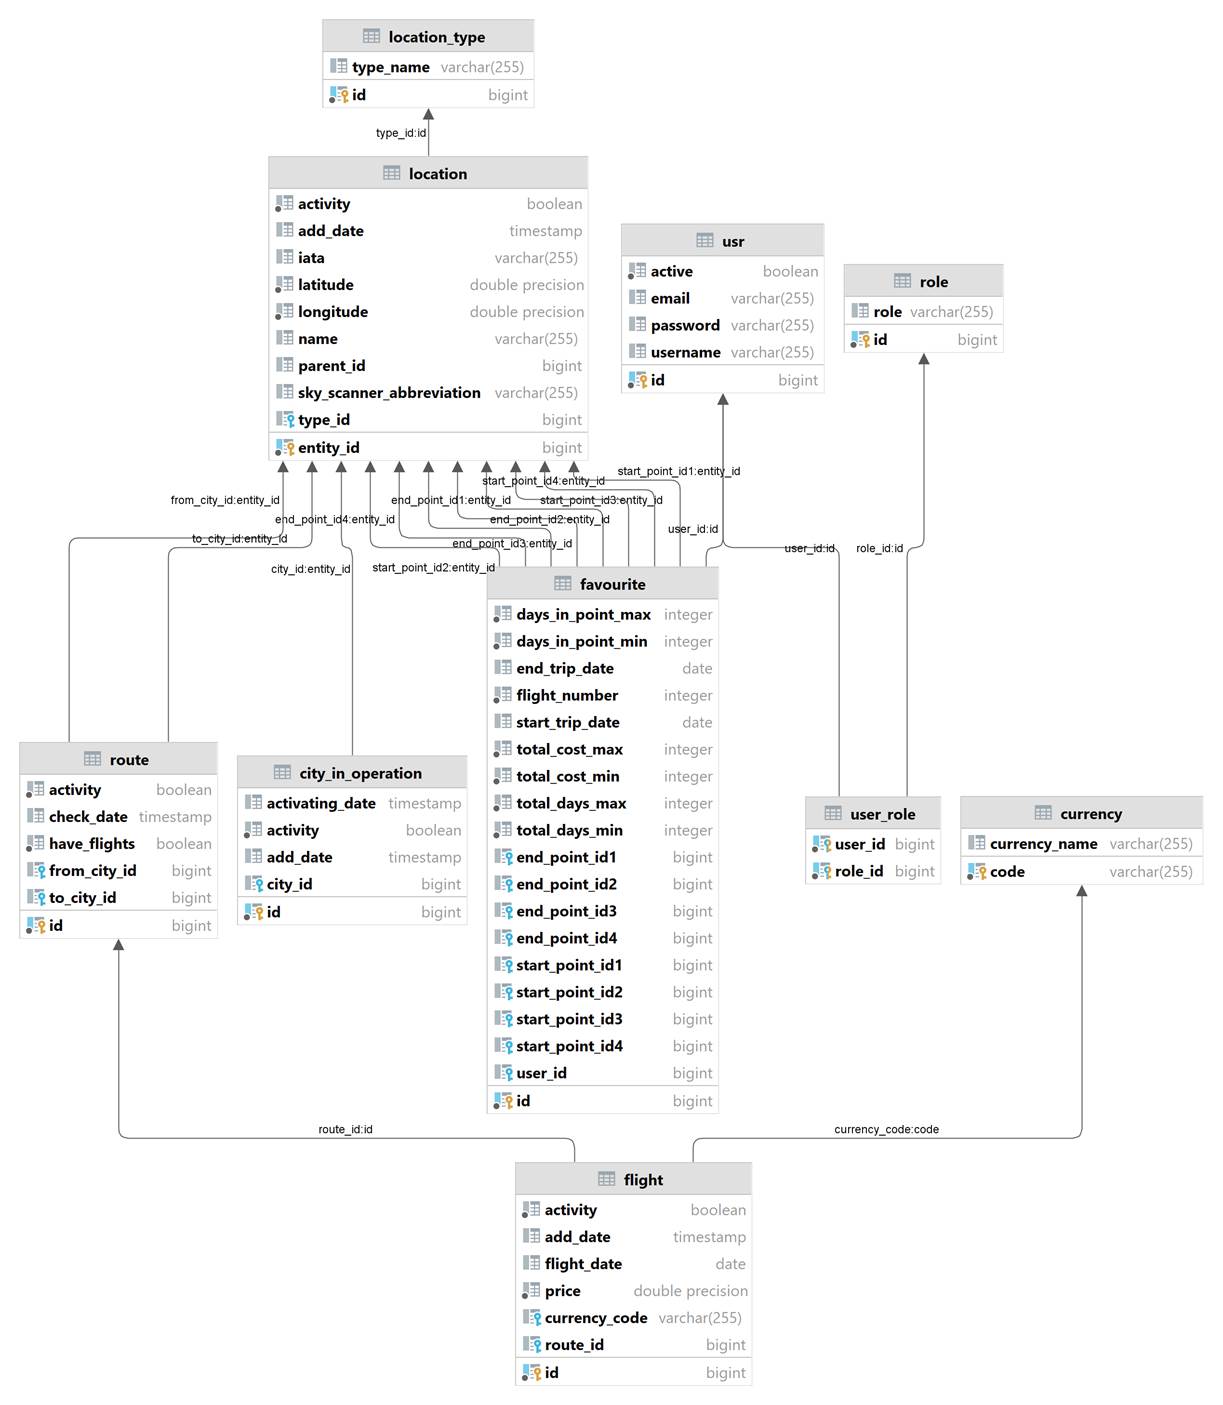 location_type
type_name varchar(255)
id bigint
type_id:id
location
activity boolean
add_date timestamp
iata varchar(255)
latitude double precision
longitude double precision
name varchar(255)
parent_id bigint
sky_scanner_abbreviation varchar(255)
type_id bigint
entity_id bigint
usr
active boolean
email varchar(255)
password varchar(255)
username varchar(255)
id bigint
role
role varchar(255)
id bigint
start_point_id1:entity_id
start_point_id4:entity_id
from_city_id:entity_id
end_point_id1:entity_id
start_point_id3:entity_id
end_point_id4:entity_id
end_point_id2:entity_id
user_id:id
to_city_id:entity_id
end_point_id3:entity_id
user_id:id
role_id:id
city_id:entity_id
start_point_id2:entity_id
favourite
days_in_point_max integer
days_in_point_min integer
end_trip_date date
flight_number integer
start_trip_date date
total_cost_max integer
total_cost_min integer
total_days_max integer
total_days_min integer
end_point_id1 bigint
end_point_id2 bigint
end_point_id3 bigint
end_point_id4 bigint
start_point_id1 bigint
start_point_id2 bigint
start_point_id3 bigint
start_point_id4 bigint
user_id bigint
id bigint
route
activity boolean
check_date timestamp
have_flights boolean
from_city_id bigint
to_city_id bigint
id bigint
city_in_operation
activating_date timestamp
activity boolean
add_date timestamp
city_id bigint
id bigint
user_role
user_id bigint
role_id bigint
currency
currency_name varchar(255)
code varchar(255)
route_id:id
currency_code:code
flight
activity boolean
add_date timestamp
flight_date date
price double precision
currency_code varchar(255)
route_id bigint
id bigint